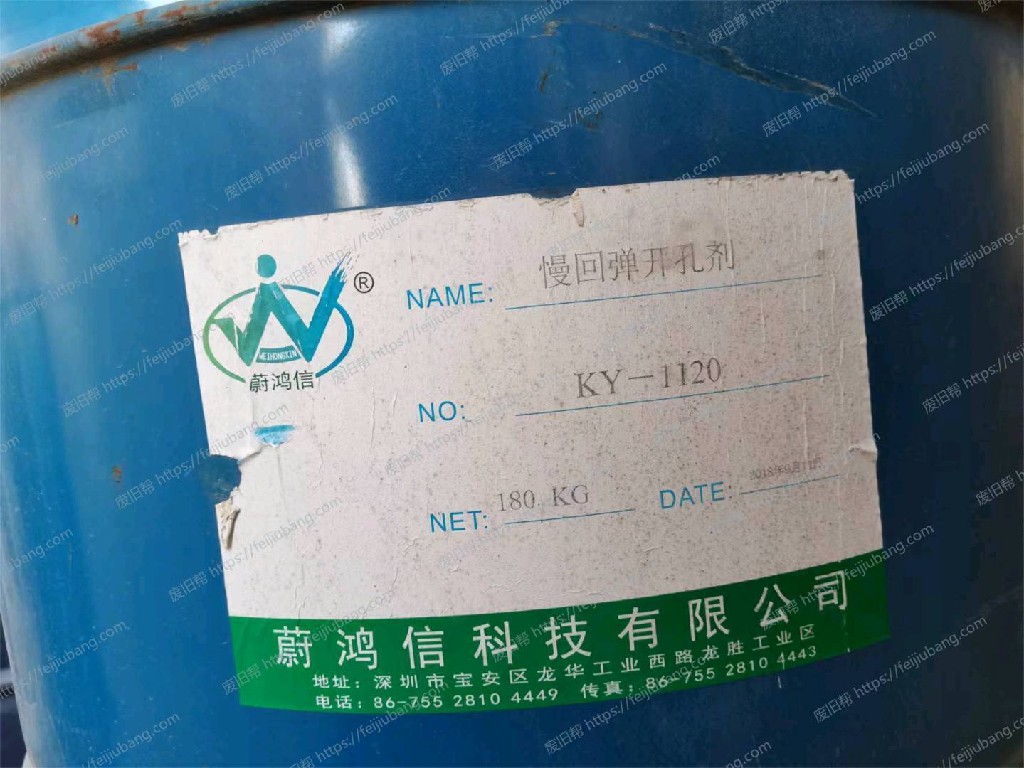 慢回弹开孔剂
NAME:
®
WEIHONGXIN
蔚鸿信
KY-1120
NO:
180 KG
NET:
DATE:
蔚鸿信科技有限公司
地址：深圳市宝安区龙华工业西路龙胜工业区
电话：86-755 2810 4449 传真：86-755 2810 4443
废旧帮 https://feijiubang.com